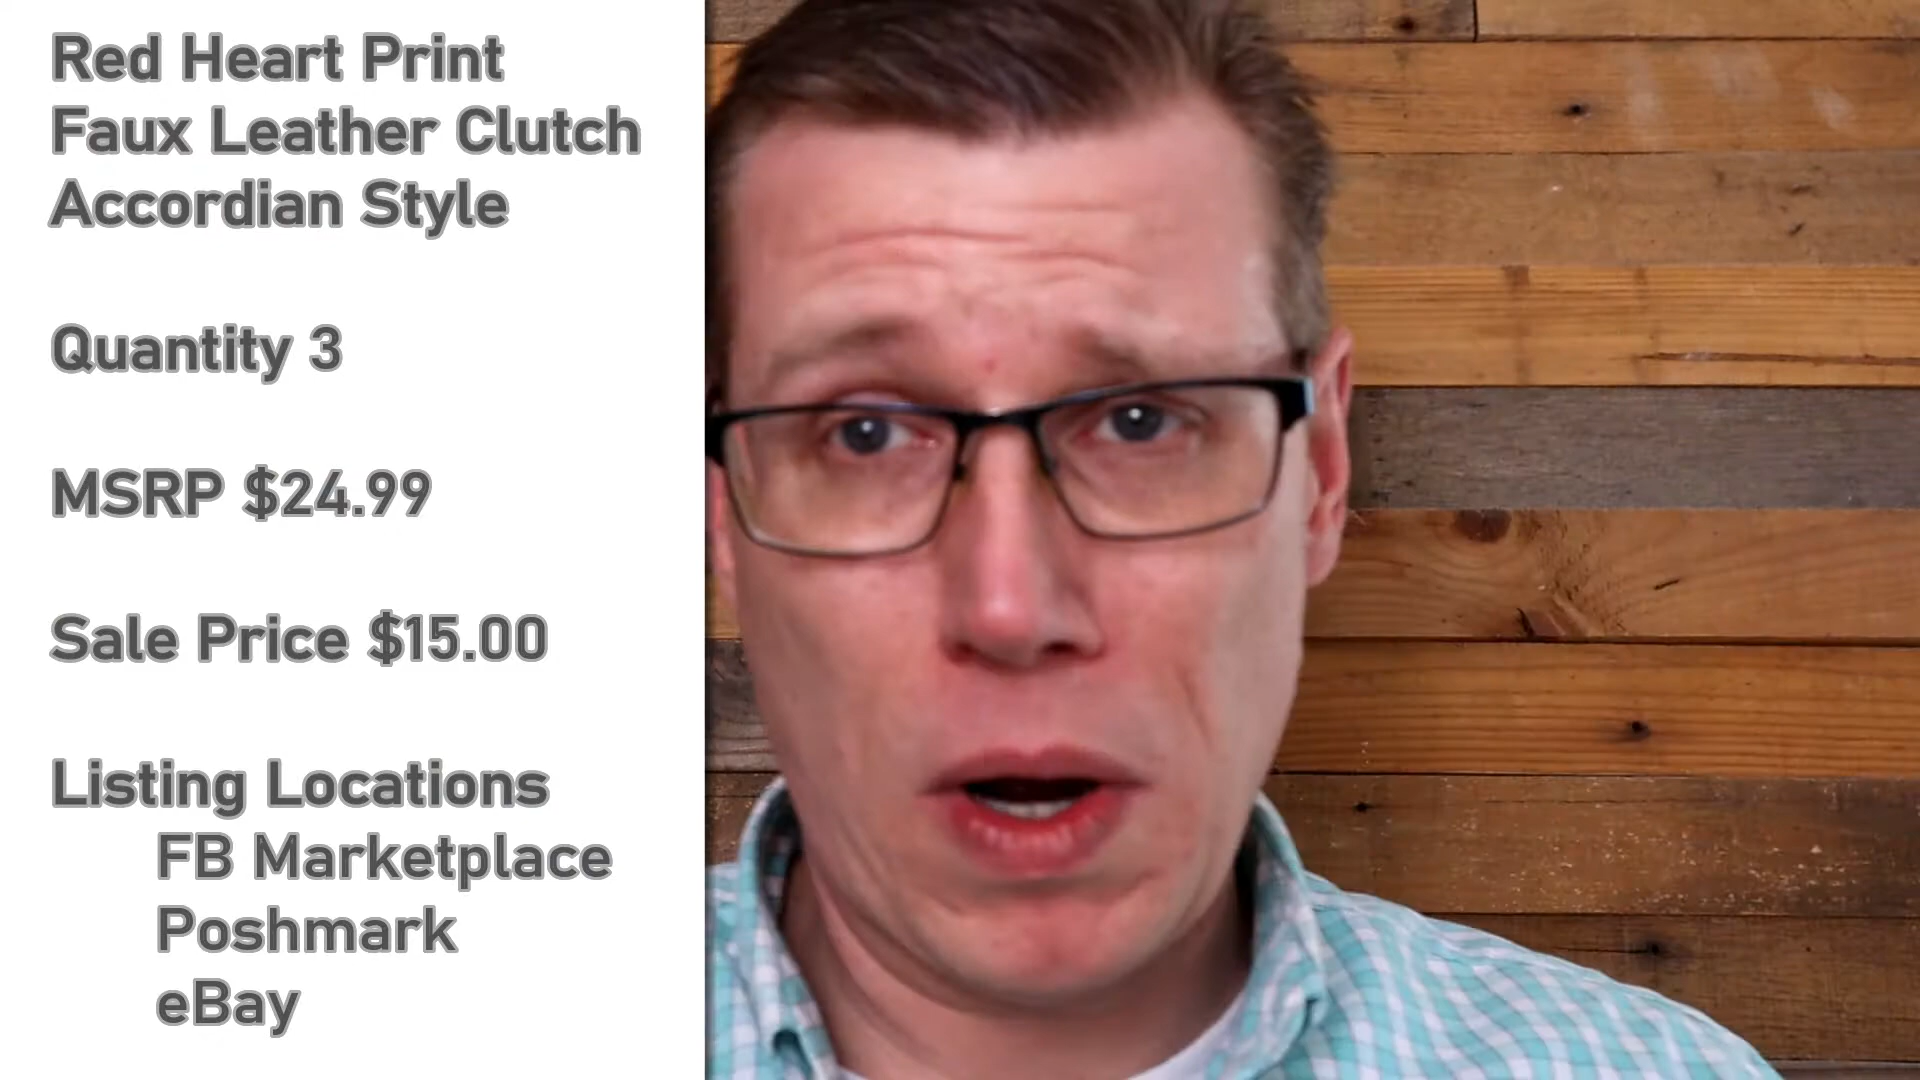 Red Heart Print
Faux Leather Clutch
Accordian Style
Quantity 3
MSRP $24.99
Sale Price $15.00
Listing Locations
FB Marketplace
Poshmark
eBay